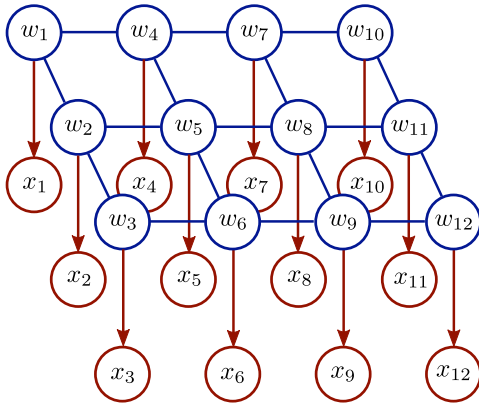 w₁ w₄ w₇ w₁₀
w₂ w₅ w₈ w₁₁
x₁ x₄ x₇ x₁₀
w₃ w₆ w₉ w₁₂
x₂ x₅ x₈ x₁₁
x₃ x₆ x₉ x₁₂